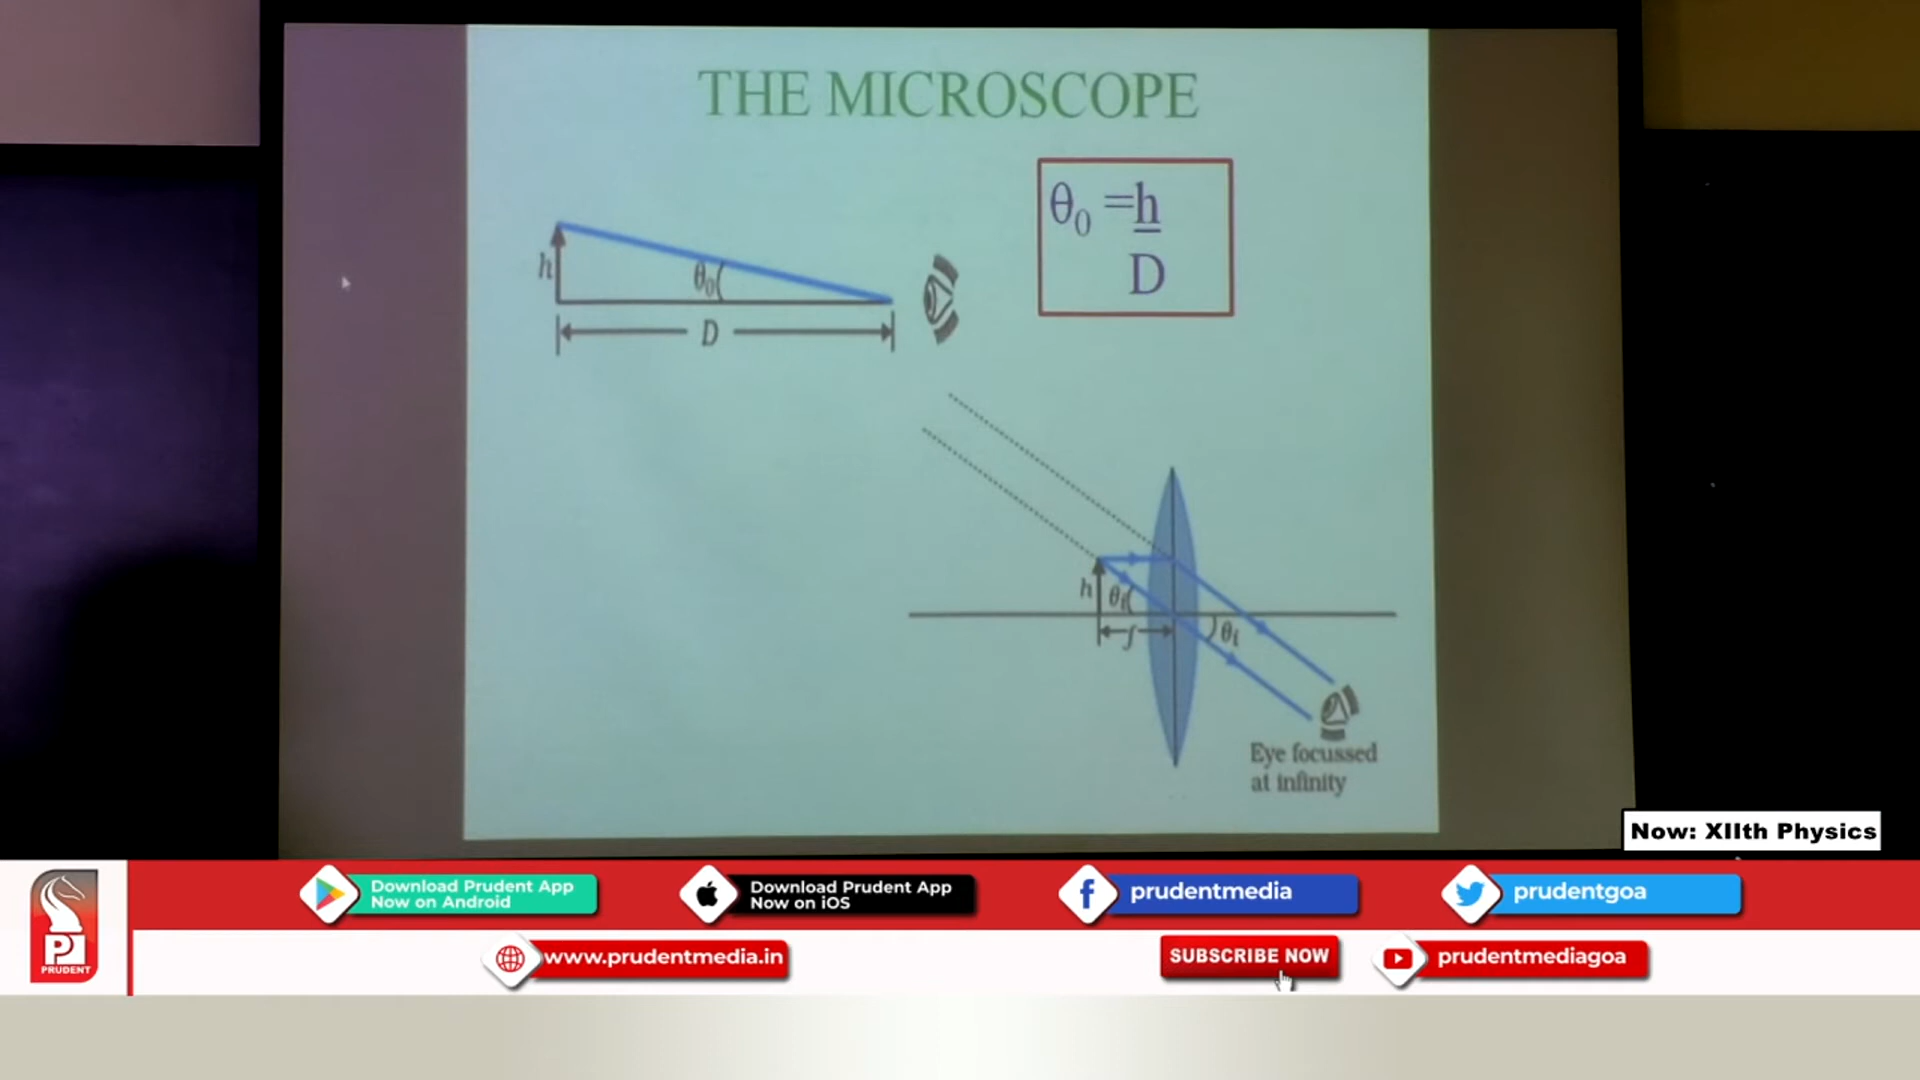 THE MICROSCOPE
θ₀ = h
D
h
θ₀
D
h
θᵢ
f
θᵢ
Eye focussed
at infinity
Now: XIIth Physics
Download Prudent App
Now on Android
Download Prudent App
Now on iOS
prudentmedia
prudentgoa
PRUDENT
www.prudentmedia.in
SUBSCRIBE NOW
prudentmediagoa